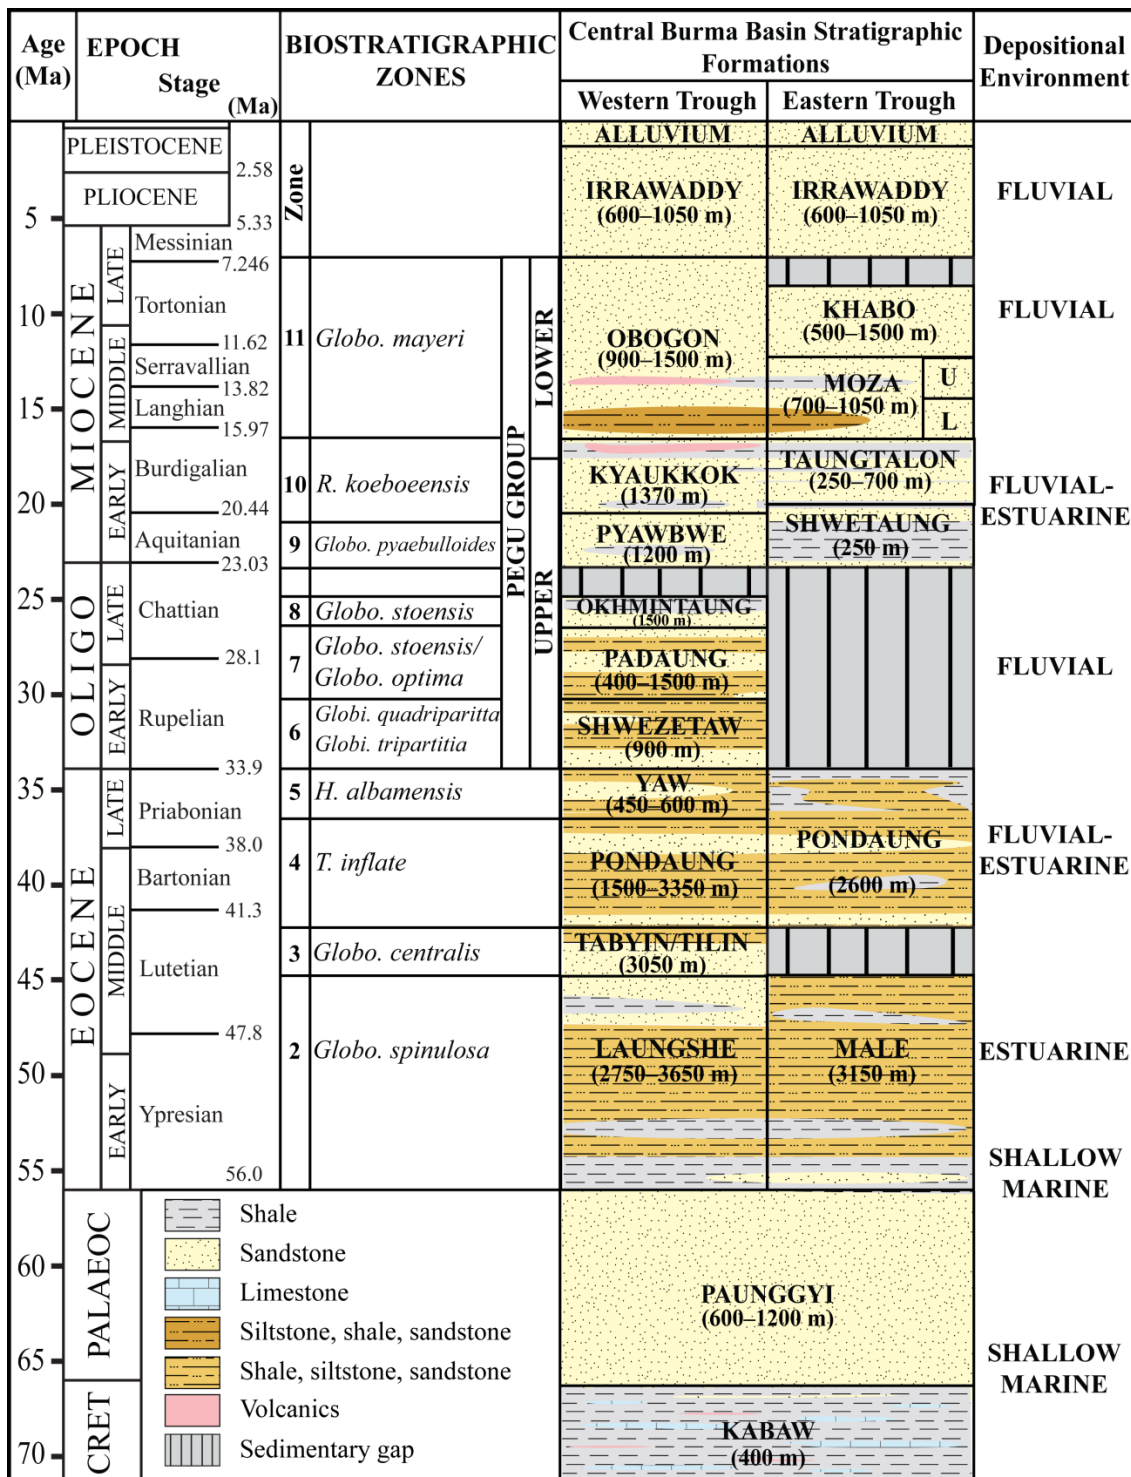 Age
(Ma)
EPOCH
Stage
(Ma)
BIOSTRATIGRAPHIC
ZONES
Central Burma Basin Stratigraphic
Formations
Western Trough
Eastern Trough
Depositional
Environment
5
10
15
20
25
30
35
40
45
50
55
60
65
70
PLEISTOCENE
2.58
PLIOCENE
5.33
MIOCENE
LATE
MIDDLE
EARLY
Messinian
7.246
Tortonian
11.62
Serravallian
13.82
Langhian
15.97
Burdigalian
20.44
Aquitanian
23.03
OLIGO
LATE
EARLY
Chattian
28.1
Rupelian
33.9
EOCENE
LATE
MIDDLE
EARLY
Priabonian
38.0
Bartonian
41.3
Lutetian
47.8
Ypresian
56.0
PALAEOC
CRET
Zone
11 Globo. mayeri
10 R. koeboeensis
9 Globo. pyaebulloides
8 Globo. stoensis
7 Globo. stoensis/
Globo. optima
6 Globi. quadriparitta
Globi. tripartitia
5 H. albamensis
4 T. inflate
3 Globo. centralis
2 Globo. spinulosa
PEGU GROUP
LOWER
UPPER
ALLUVIUM
IRRAWADDY
(600–1050 m)
OBOGON
(900–1500 m)
KYAUKKOK
(1370 m)
PYAWBWE
(1200 m)
OKHMINTAUNG
(1500 m)
PADAUNG
(400–1500 m)
SHWEZETAW
(900 m)
YAW
(450–600 m)
PONDAUNG
(1500–3350 m)
TABYIN/TILIN
(3050 m)
LAUNGSHE
(2750–3650 m)
ALLUVIUM
IRRAWADDY
(600–1050 m)
KHABO
(500–1500 m)
MOZA
(700–1050 m)
U
L
TAUNGTALON
(250–700 m)
SHWETAUNG
(250 m)
PONDAUNG
(2600 m)
MALE
(3150 m)
PAUNGGYI
(600–1200 m)
KABAW
(400 m)
FLUVIAL
FLUVIAL
FLUVIAL-
ESTUARINE
FLUVIAL
FLUVIAL-
ESTUARINE
ESTUARINE
SHALLOW
MARINE
SHALLOW
MARINE
Shale
Sandstone
Limestone
Siltstone, shale, sandstone
Shale, siltstone, sandstone
Volcanics
Sedimentary gap